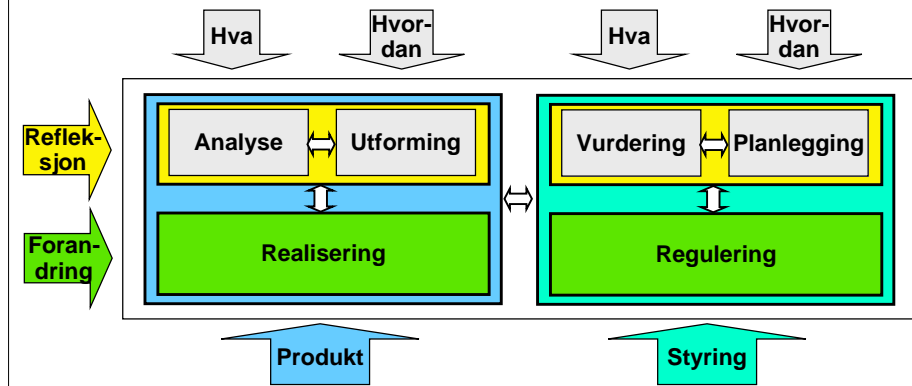 Hva
Hvor-
dan
Hva
Hvor-
dan
Reflek-
sjon
Analyse
Utforming
Vurdering
Planlegging
Foran-
dring
Realisering
Regulering
Produkt
Styring